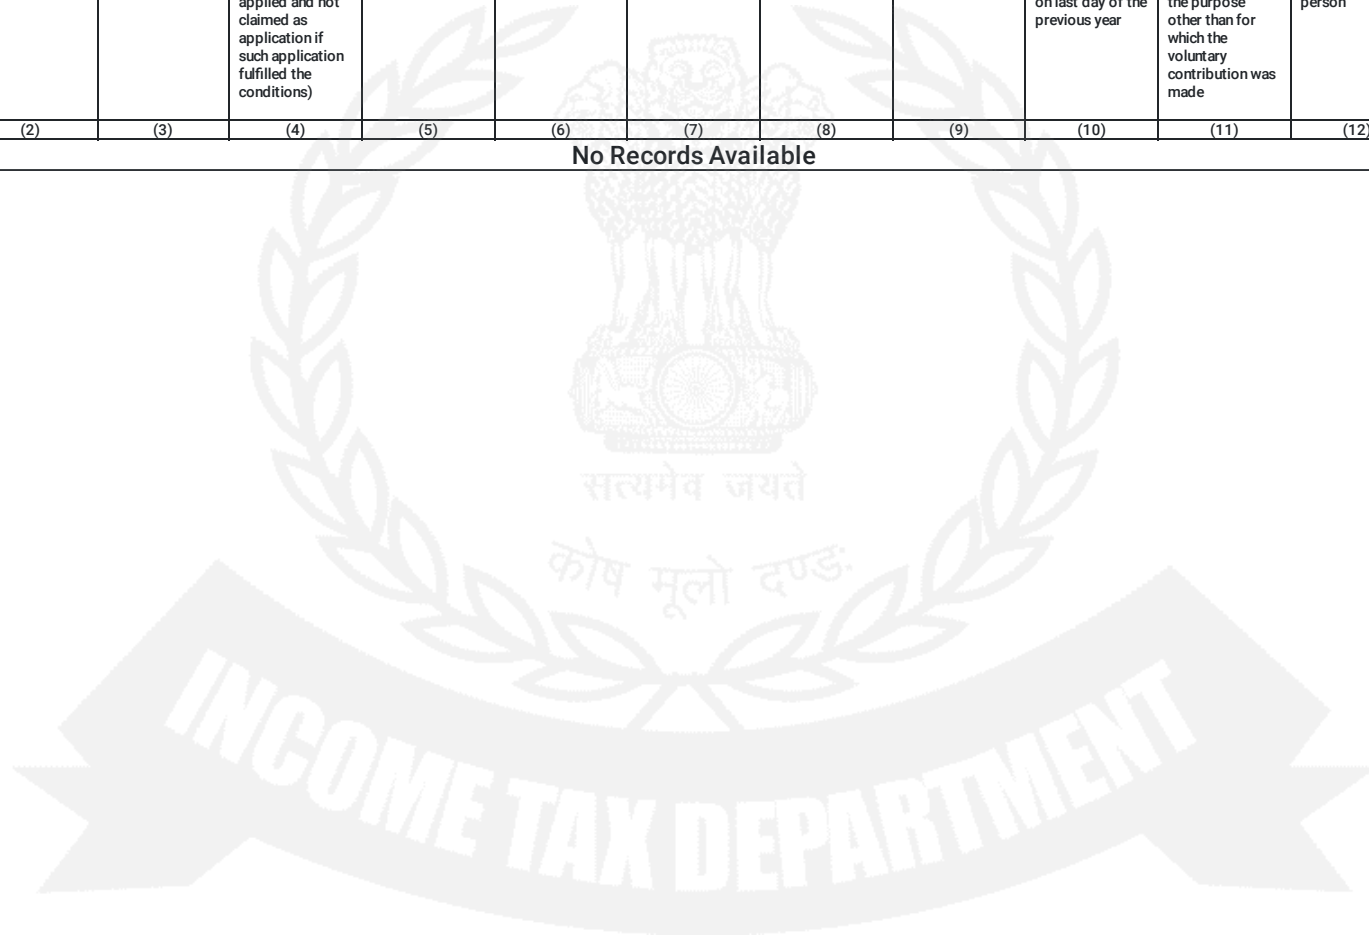 applied and not
claimed as
application if
such application
fulfilled the
conditions)
on last day of the
previous year
the purpose
other than for
which the
voluntary
contribution was
made
person
(2) (3) (4) (5) (6) (7) (8) (9) (10) (11) (12)
No Records Available
सत्यमेव जयते
कोष मूलो दण्डः
INCOME TAX DEPARTMENT